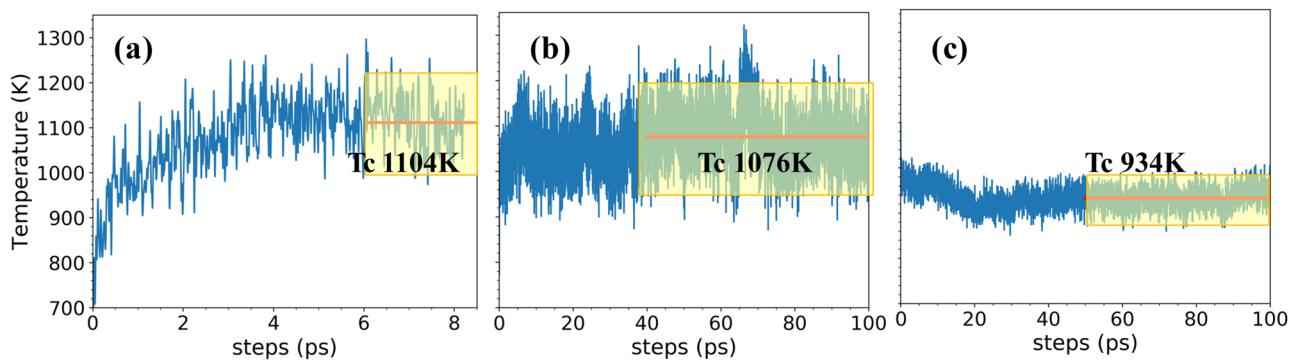 (a)
(b)
(c)
Temperature (K)
1300
1200
1100
1000
900
800
700
Tc 1104K
Tc 1076K
Tc 934K
0 2 4 6 8
0 20 40 60 80 100
0 20 40 60 80 100
steps (ps)
steps (ps)
steps (ps)